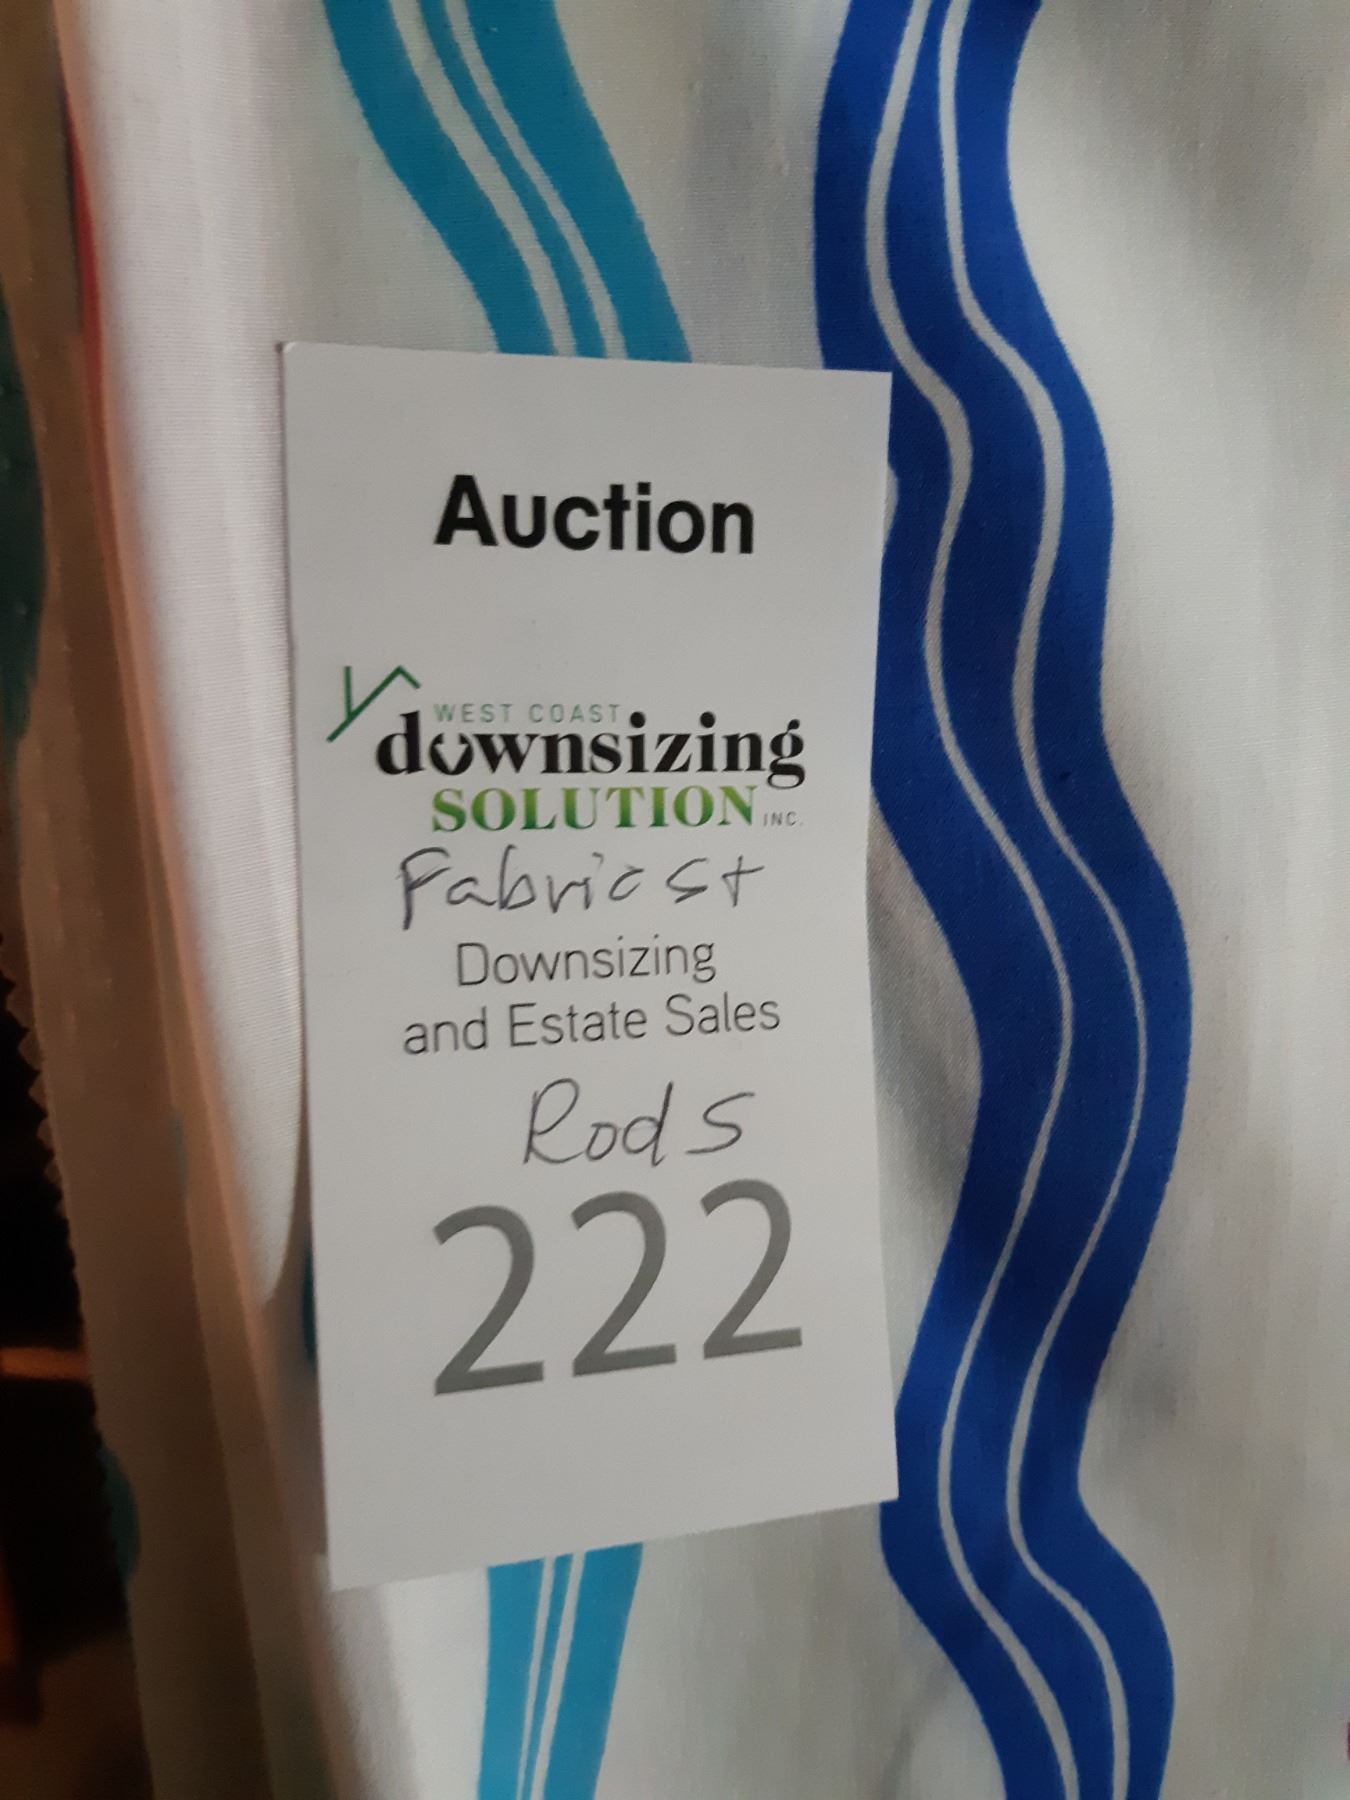 Auction
WEST COAST
downsizing
SOLUTION INC.
Fabric St
Downsizing
and Estate Sales
Rods
222